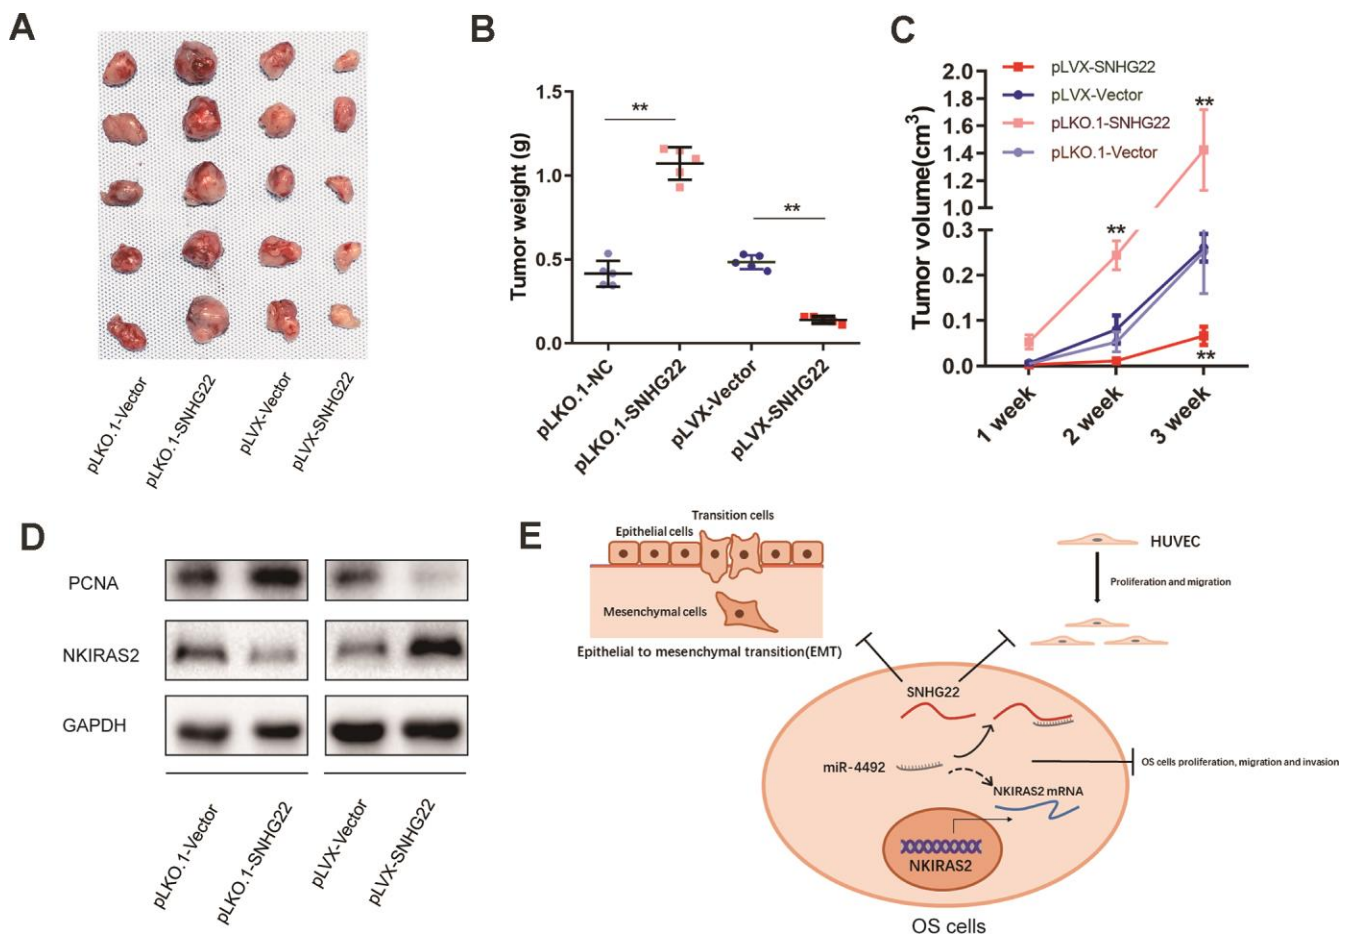 A
pLKO.1-Vector
pLKO.1-SNHG22
pLVX-Vector
pLVX-SNHG22
B
Tumor weight (g)
1.5
1.0
0.5
0.0
**
**
pLKO.1-NC
pLKO.1-SNHG22
pLVX-Vector
pLVX-SNHG22
C
Tumor volume(cm³)
2.0
1.8
1.6
1.4
1.2
1.0
0.3
0.2
0.1
0.0
pLVX-SNHG22
pLVX-Vector
pLKO.1-SNHG22
pLKO.1-Vector
**
**
**
1 week
2 week
3 week
D
PCNA
NKIRAS2
GAPDH
pLKO.1-Vector
pLKO.1-SNHG22
pLVX-Vector
pLVX-SNHG22
E
Transition cells
Epithelial cells
Mesenchymal cells
Epithelial to mesenchymal transition(EMT)
HUVEC
Proliferation and migration
SNHG22
miR-4492
OS cells proliferation, migration and invasion
NKIRAS2 mRNA
NKIRAS2
OS cells